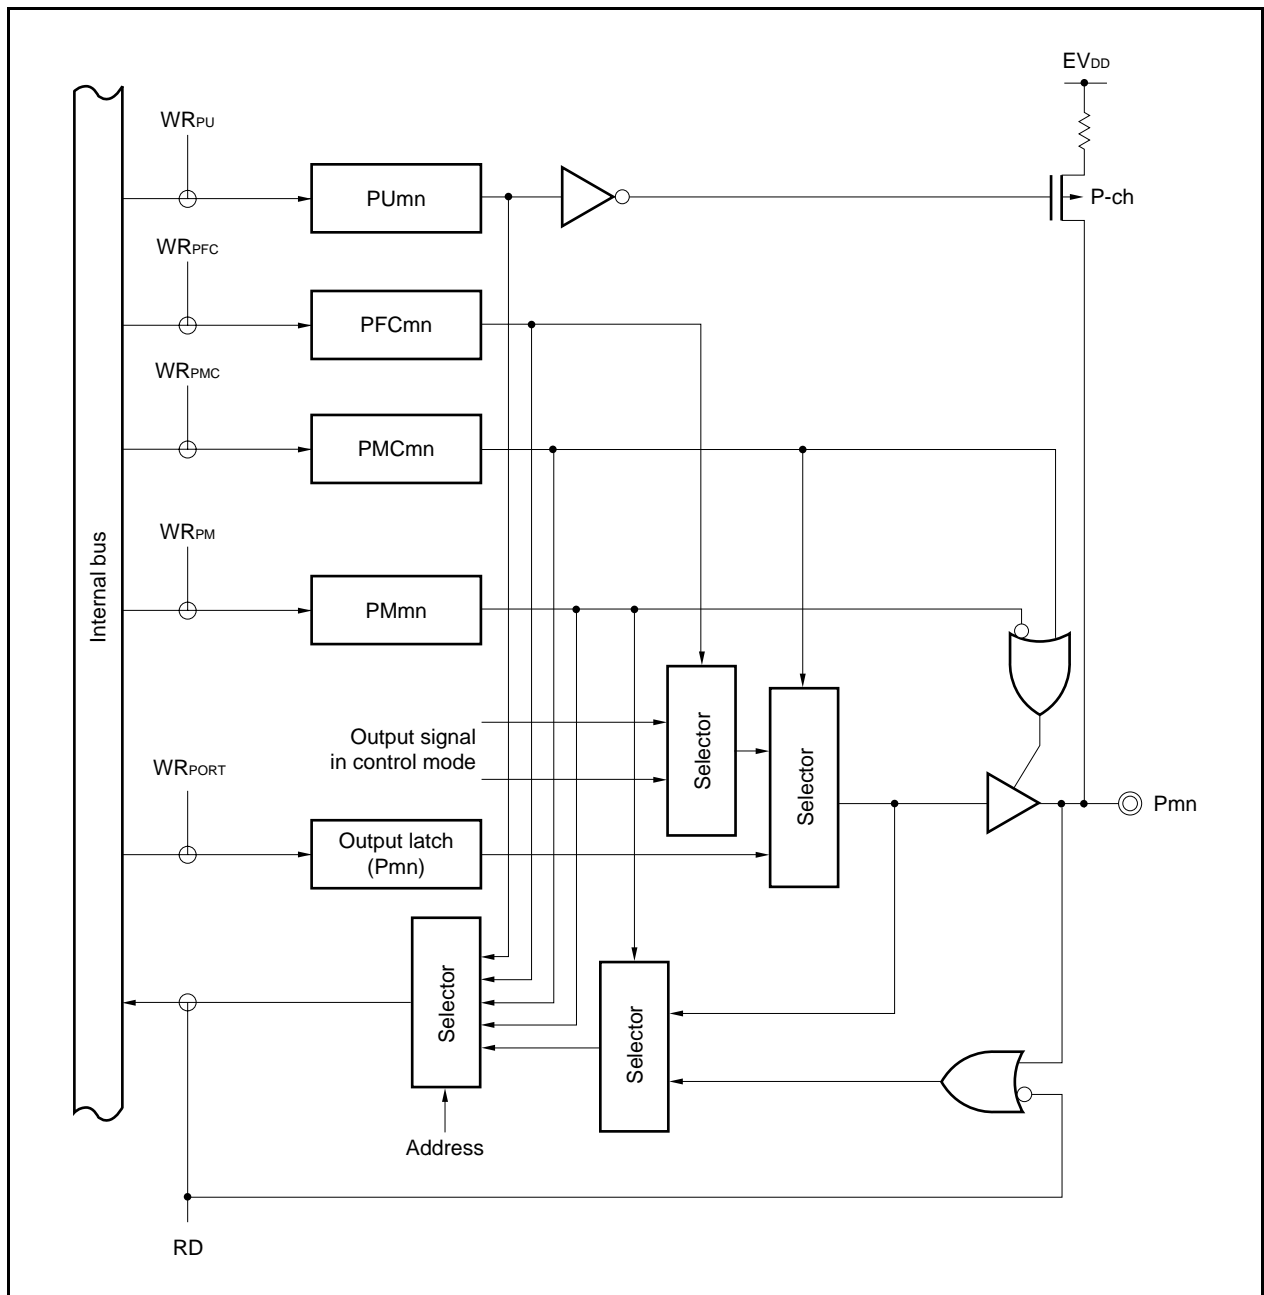 EVDD
WRPU
PUmn
P-ch
WRPFC
PFCmn
WRPMC
PMCmn
WRPM
PMmn
Internal bus
Output signal
in control mode
Selector
Selector
WRPORT
Output latch
(Pmn)
Pmn
Selector
Selector
Address
RD